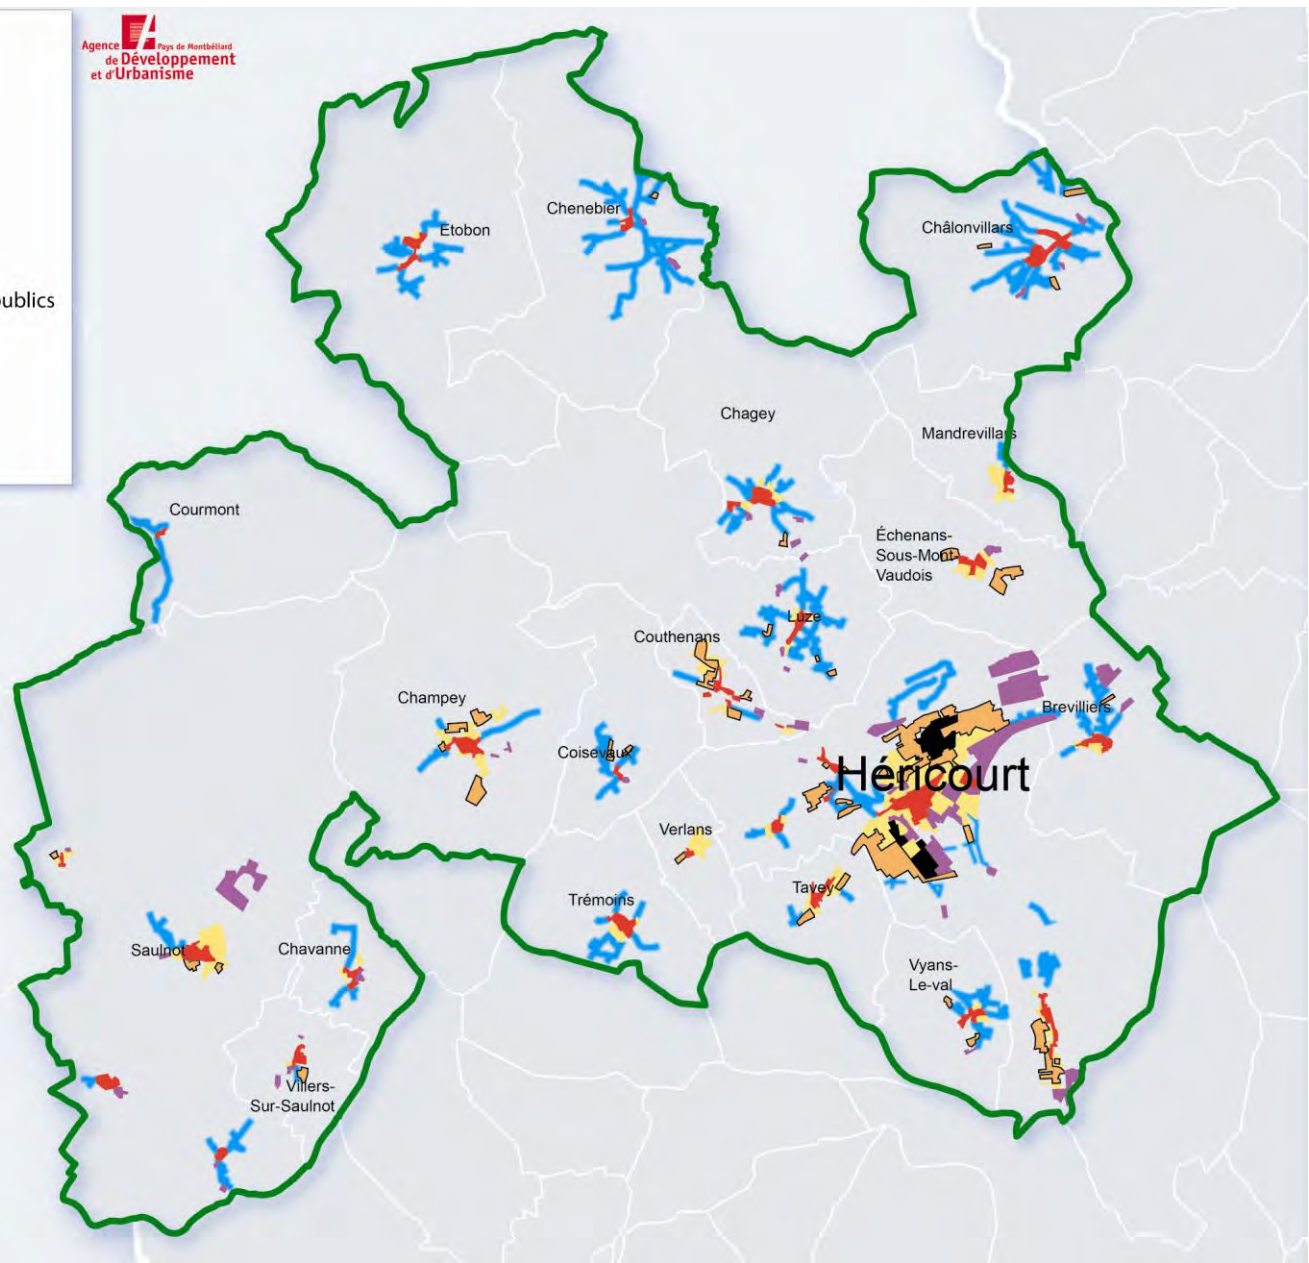 Agence Pays de Montbéliard
de Développement
et d'Urbanisme
ublics
Etobon
Chenebier
Châlonvillars
Chagey
Mandrevillars
Courmont
Échenans-
Sous-Mont-
Vaudois
Luze
Couthenans
Champey
Coisevaux
Brevilliers
Héricourt
Verlans
Tavey
Trémoins
Saulnot
Chavanne
Vyans-
Le-val
Villers-
Sur-Saulnot